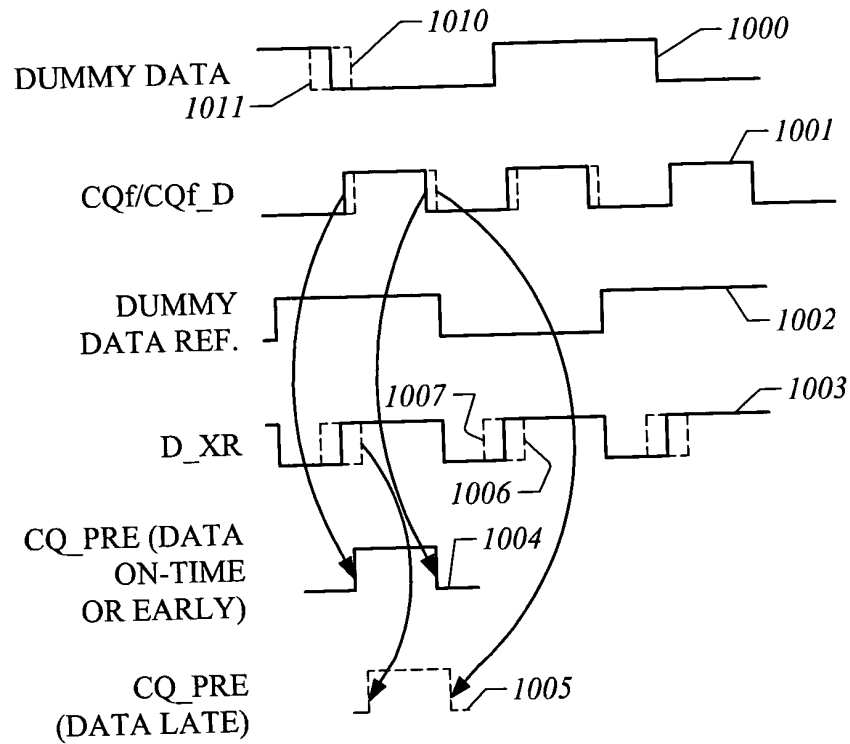 1010
1000
DUMMY DATA
1011
1001
CQf/CQf_D
DUMMY
DATA REF.
1002
1003
1007
D_XR
1006
CQ_PRE (DATA
ON-TIME
OR EARLY)
1004
CQ_PRE
(DATA LATE)
1005